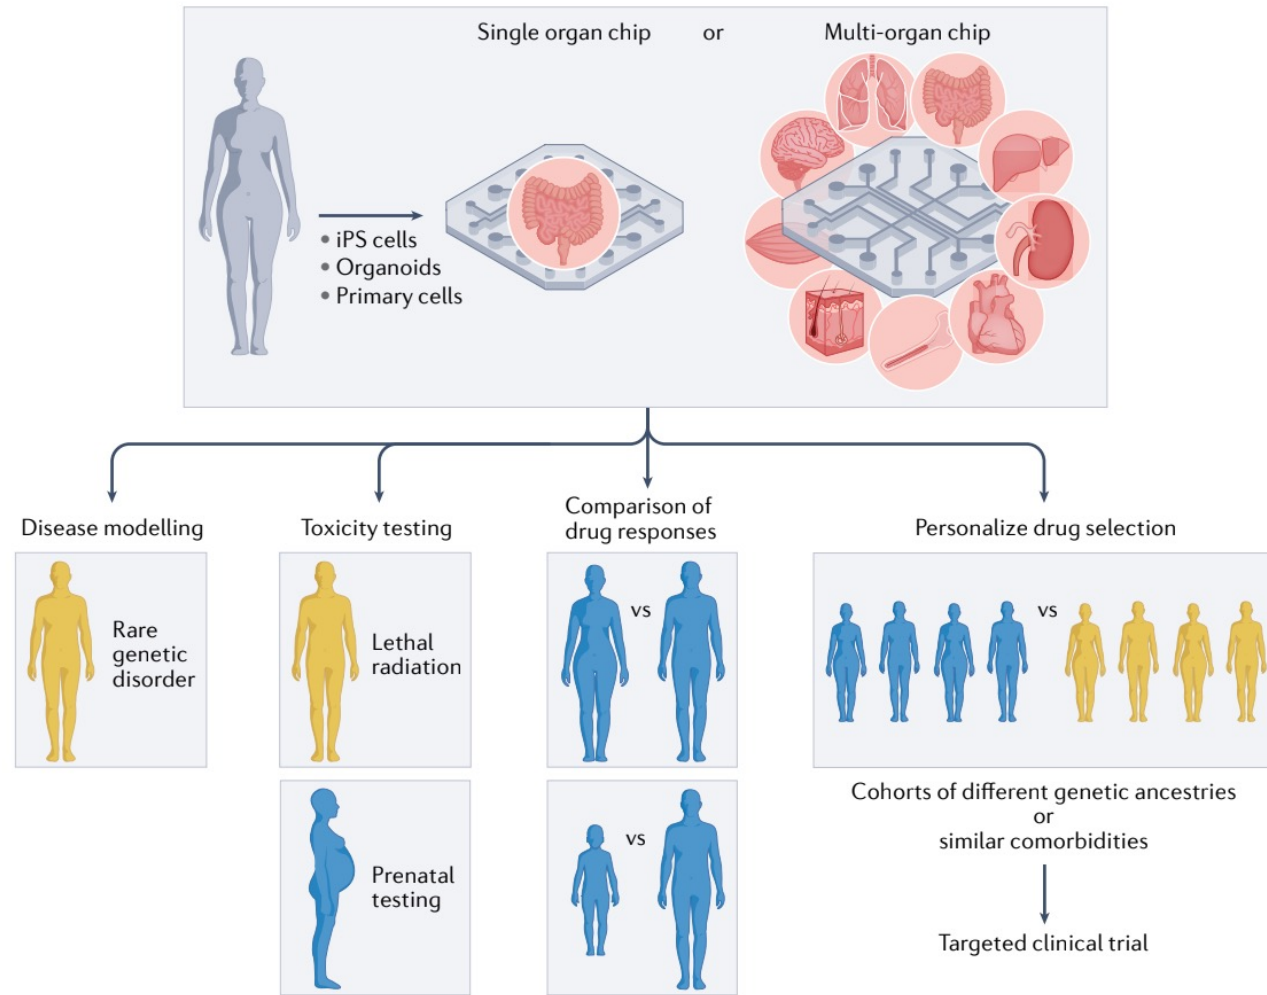 Single organ chip or Multi-organ chip
• iPS cells
• Organoids
• Primary cells
Disease modelling
Rare
genetic
disorder
Toxicity testing
Lethal
radiation
Prenatal
testing
Comparison of
drug responses
vs
vs
Personalize drug selection
vs
Cohorts of different genetic ancestries
or
similar comorbidities
Targeted clinical trial